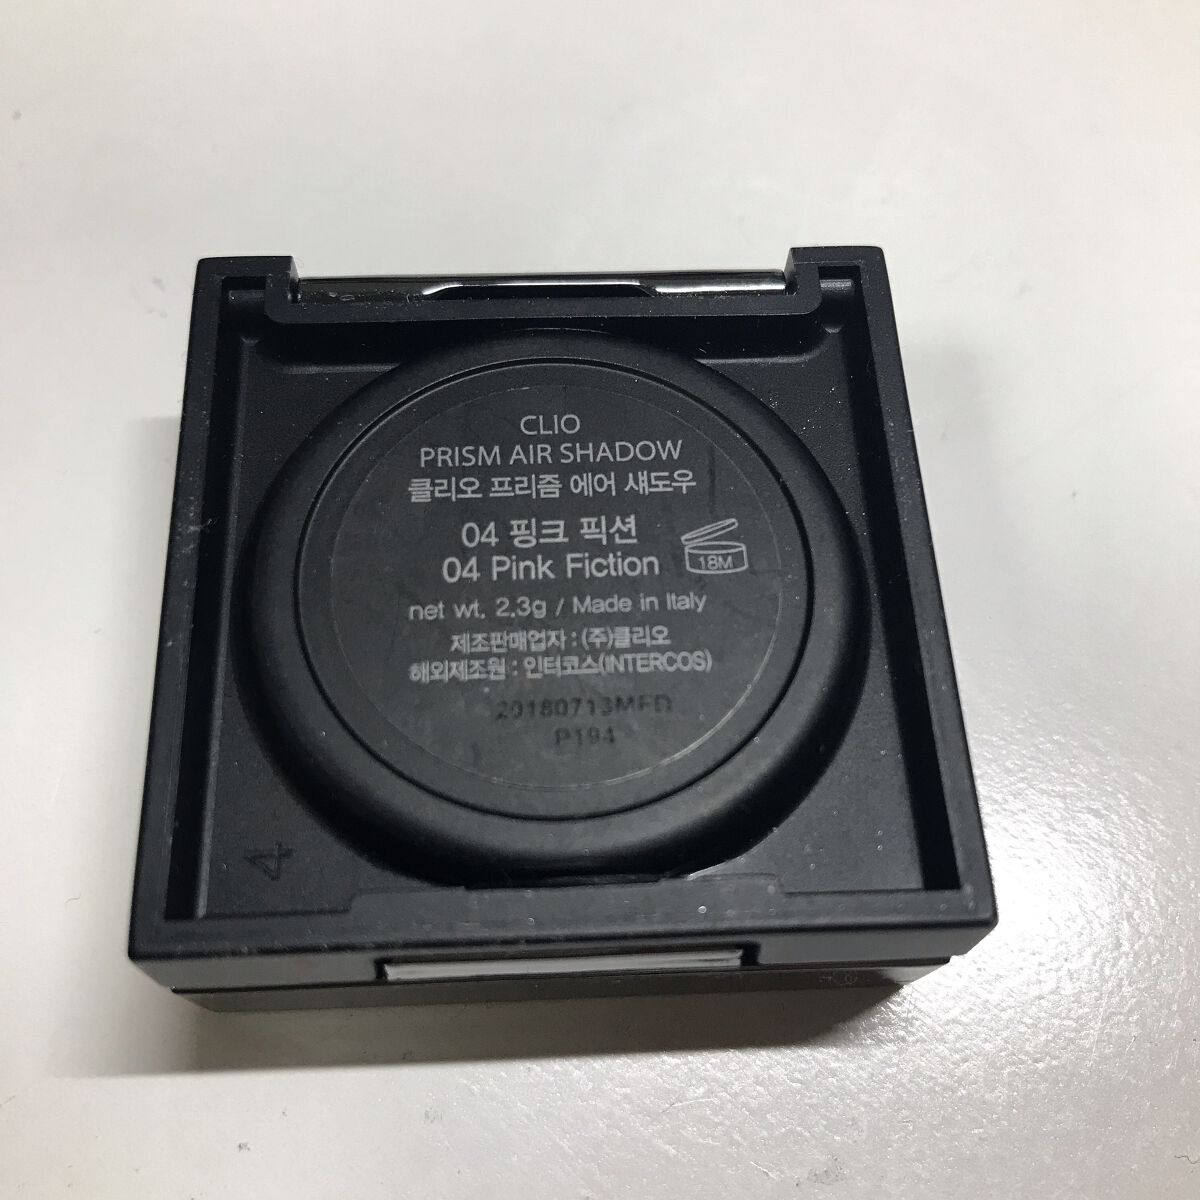 CLIO
PRISM AIR SHADOW
클리오 프리즘 에어 섀도우
04 핑크 픽션
04 Pink Fiction
18M
net wt. 2.3g / Made in Italy
제조판매업자 : (주)클리오
해외제조원 : 인터코스(INTERCOS)
20180713MFD
P194
4